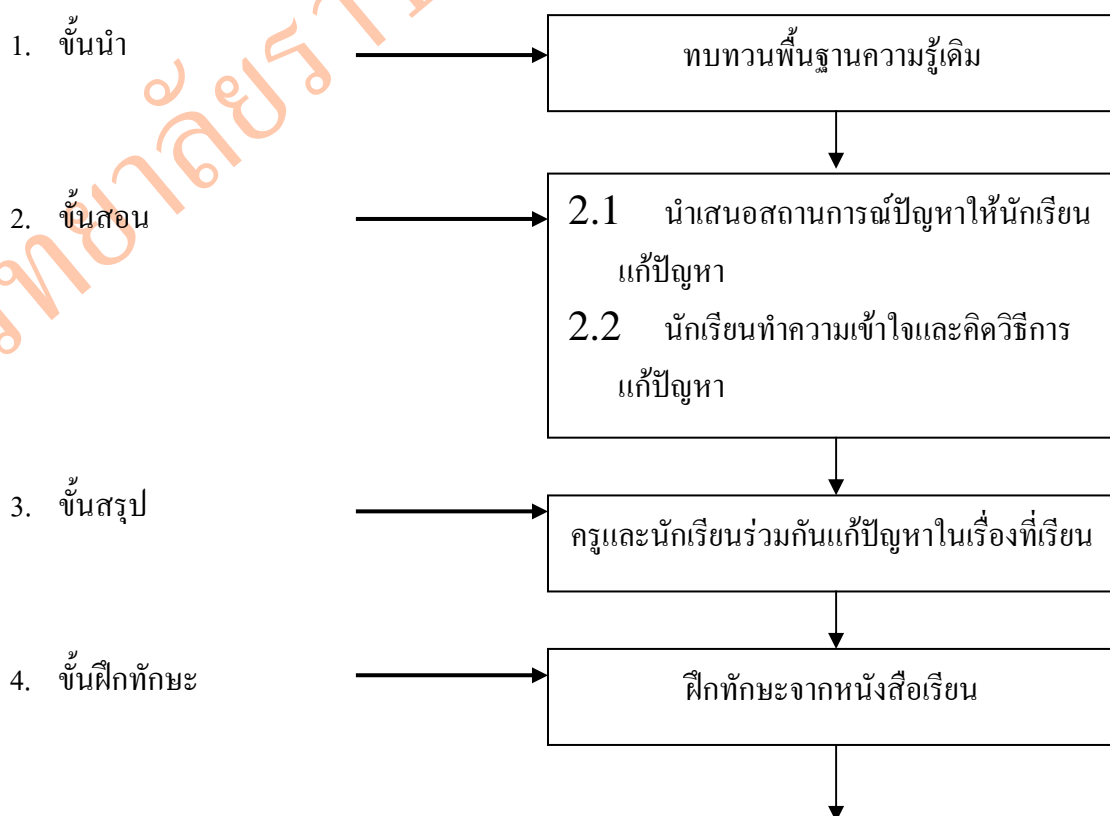 1. ขั้นนำ
ทบทวนพื้นฐานความรู้เดิม
2. ขั้นสอน
2.1 นำเสนอสถานการณ์ปัญหาให้นักเรียน
แก้ปัญหา
2.2 นักเรียนทำความเข้าใจและคิดวิธีการ
แก้ปัญหา
3. ขั้นสรุป
ครูและนักเรียนร่วมกันแก้ปัญหาในเรื่องที่เรียน
4. ขั้นฝึกทักษะ
ฝึกทักษะจากหนังสือเรียน